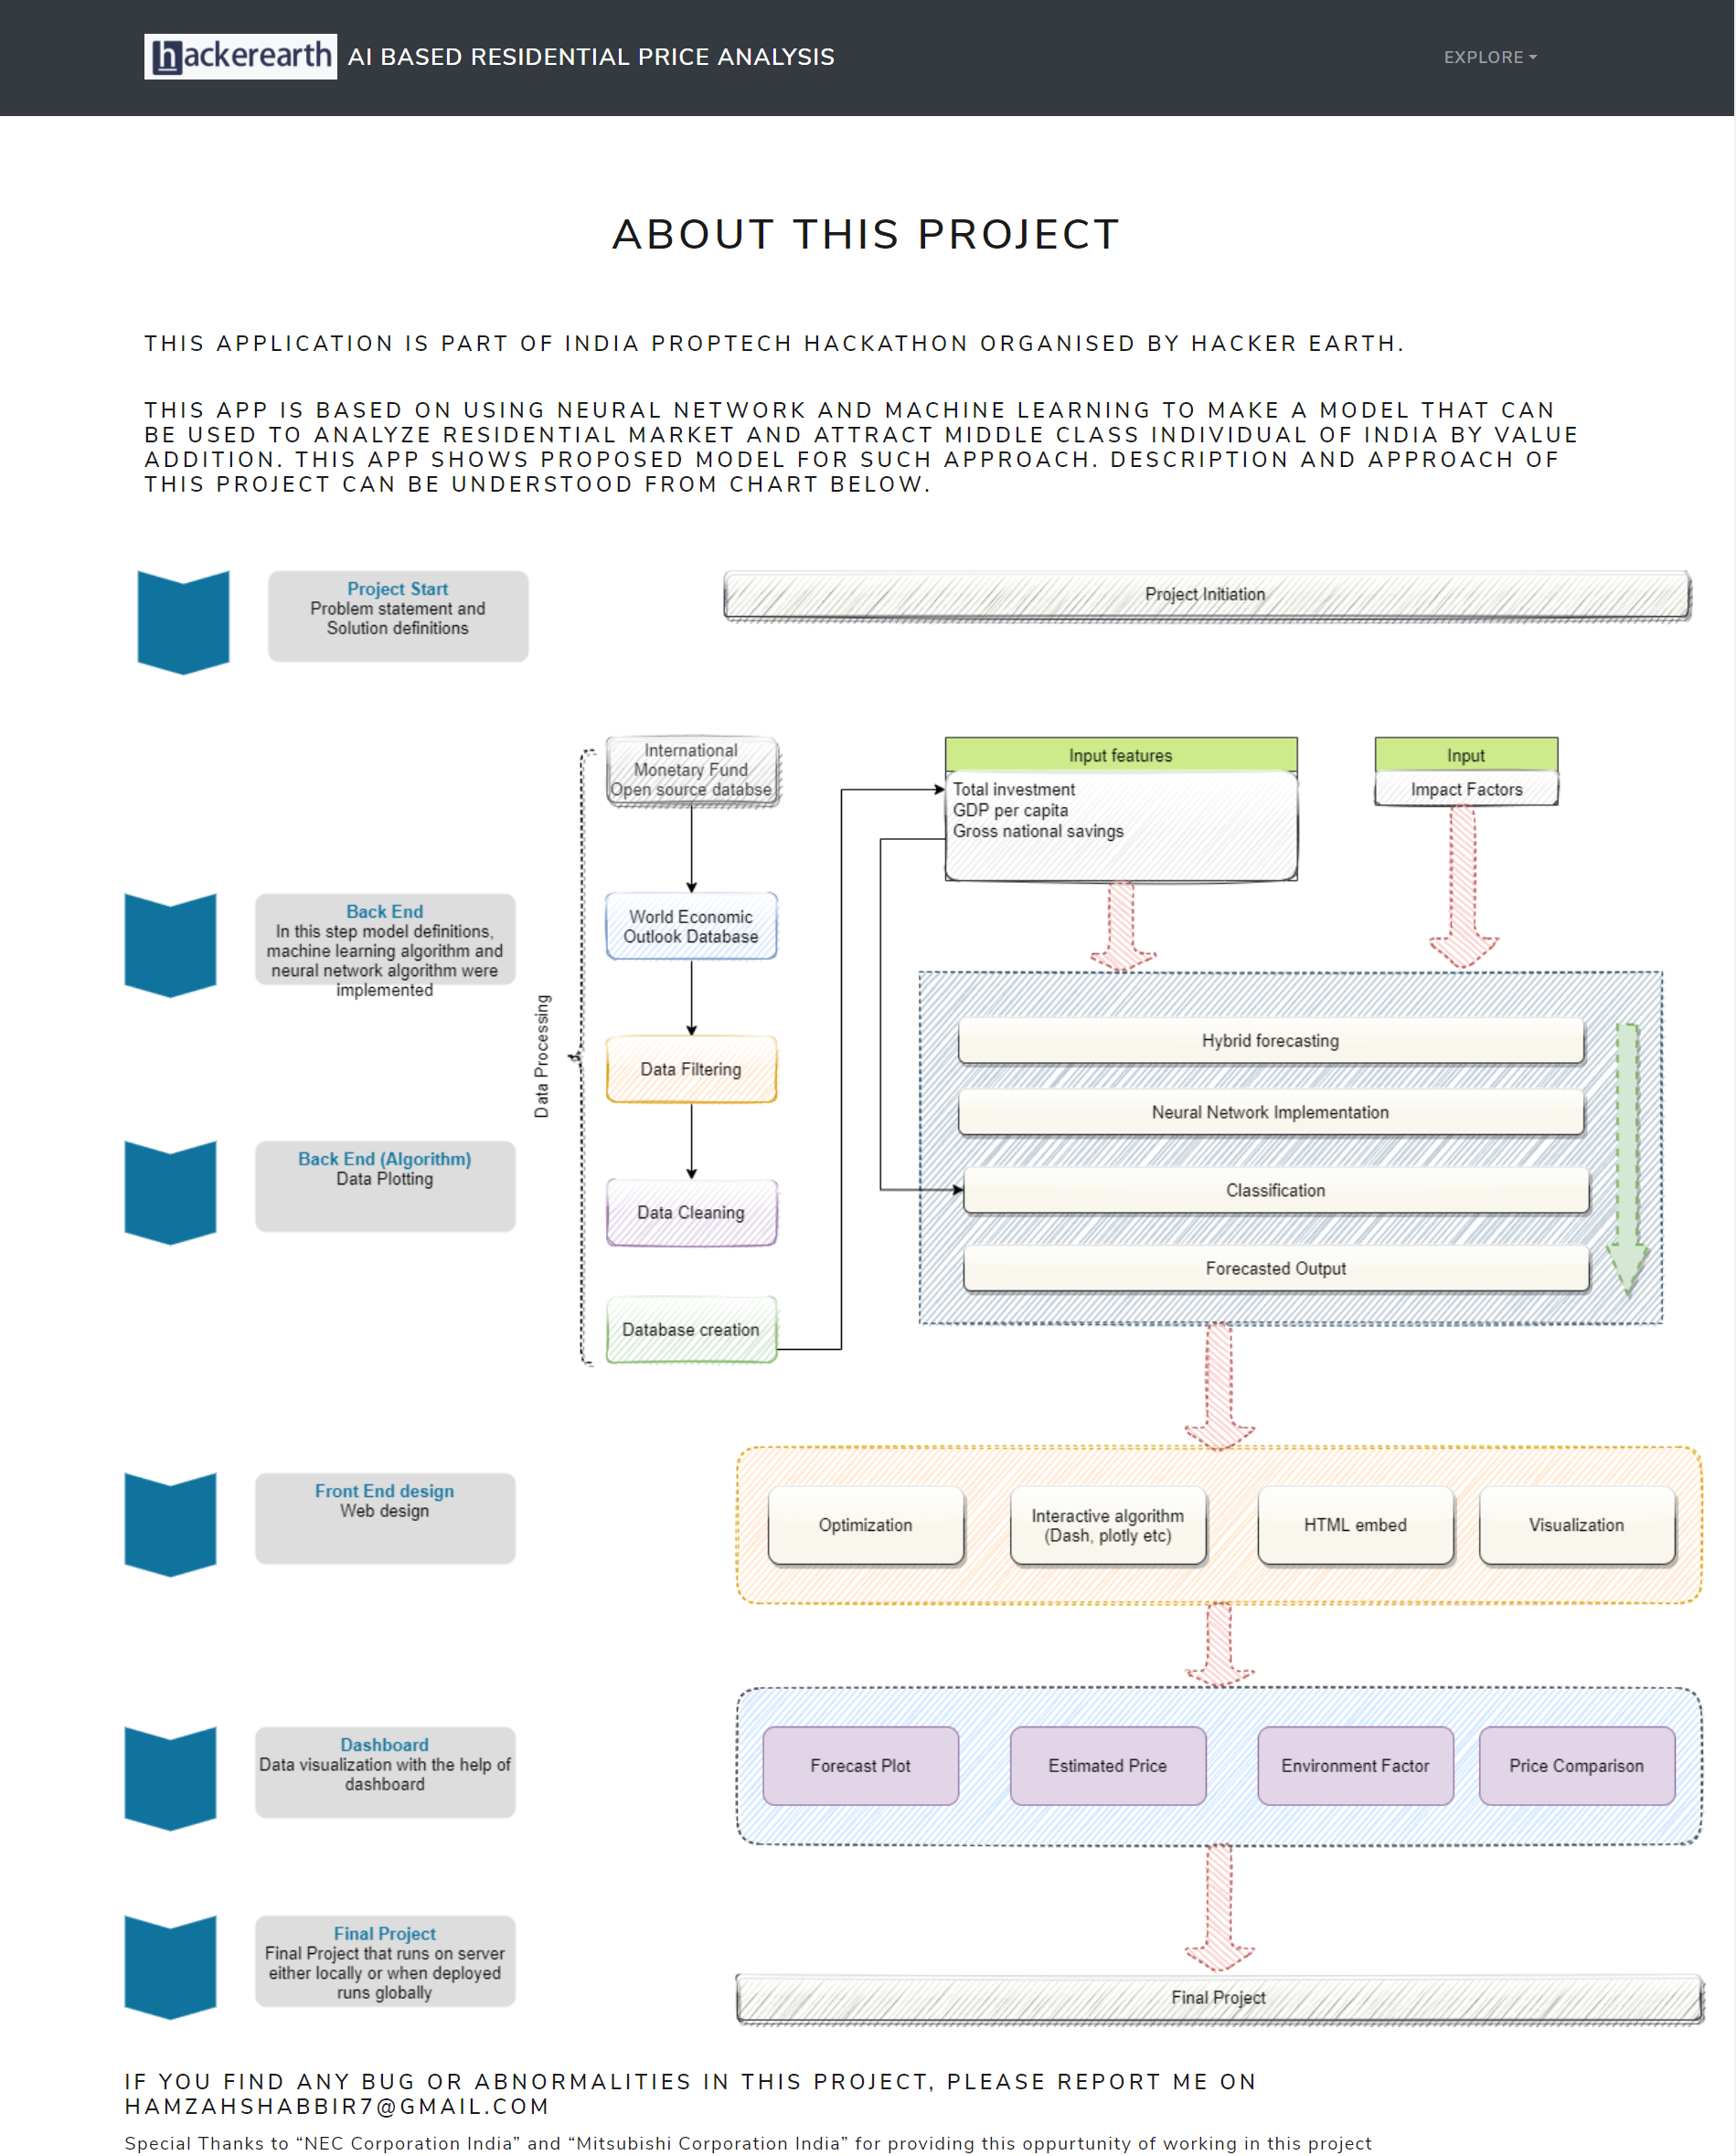 hackerearth AI BASED RESIDENTIAL PRICE ANALYSIS
EXPLORE
ABOUT THIS PROJECT
THIS APPLICATION IS PART OF INDIA PROPTECH HACKATHON ORGANISED BY HACKER EARTH.
THIS APP IS BASED ON USING NEURAL NETWORK AND MACHINE LEARNING TO MAKE A MODEL THAT CAN
BE USED TO ANALYZE RESIDENTIAL MARKET AND ATTRACT MIDDLE CLASS INDIVIDUAL OF INDIA BY VALUE
ADDITION. THIS APP SHOWS PROPOSED MODEL FOR SUCH APPROACH. DESCRIPTION AND APPROACH OF
THIS PROJECT CAN BE UNDERSTOOD FROM CHART BELOW.
Project Start
Problem statement and
Solution definitions
Project Initiation
International
Monetary Fund
Open source databse
Input features
Total investment
GDP per capita
Gross national savings
Input
Impact Factors
Back End
In this step model definitions,
machine learning algorithm and
neural network algorithm were
implemented
Data Processing
World Economic
Outlook Database
Data Filtering
Data Cleaning
Database creation
Hybrid forecasting
Neural Network Implementation
Classification
Forecasted Output
Back End (Algorithm)
Data Plotting
Front End design
Web design
Optimization
Interactive algorithm
(Dash, plotly etc)
HTML embed
Visualization
Dashboard
Data visualization with the help of
dashboard
Forecast Plot
Estimated Price
Environment Factor
Price Comparison
Final Project
Final Project that runs on server
either locally or when deployed
runs globally
Final Project
IF YOU FIND ANY BUG OR ABNORMALITIES IN THIS PROJECT, PLEASE REPORT ME ON
HAMZAHSHABBIR7@GMAIL.COM
Special Thanks to “NEC Corporation India” and “Mitsubishi Corporation India” for providing this oppurtunity of working in this project